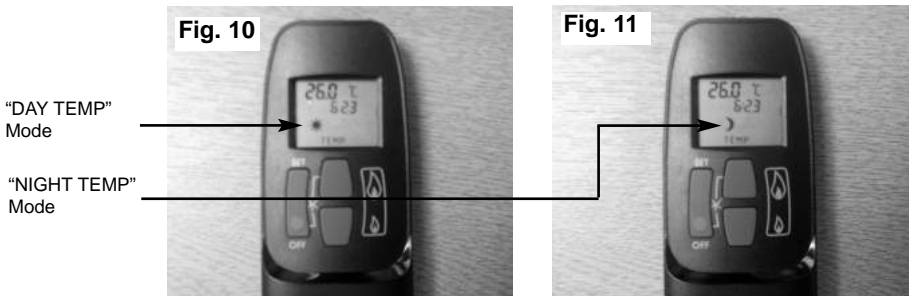 Fig. 10
Fig. 11
“DAY TEMP”
Mode
“NIGHT TEMP”
Mode
26.0 °C
6:23
TEMP
SET
OFF
26.0 °C
6:23
TEMP
SET
OFF